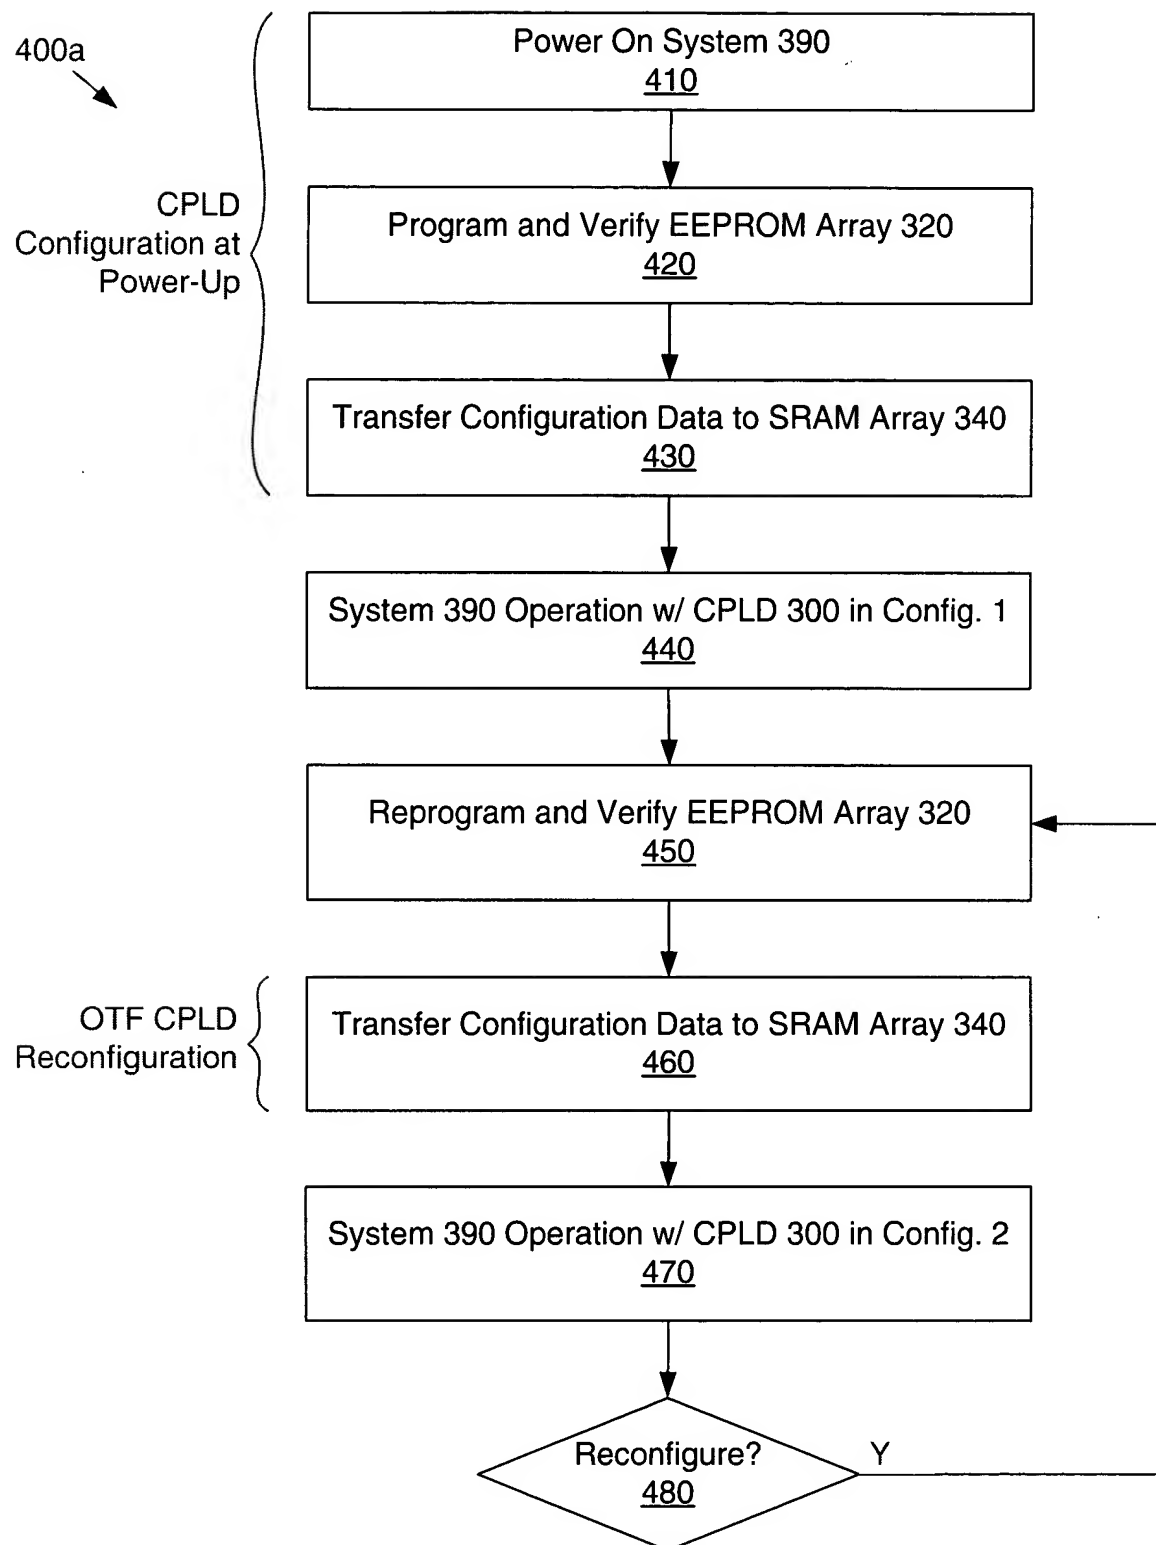 400a
Power On System 390
410
CPLD
Configuration at
Power-Up
Program and Verify EEPROM Array 320
420
Transfer Configuration Data to SRAM Array 340
430
System 390 Operation w/ CPLD 300 in Config. 1
440
Reprogram and Verify EEPROM Array 320
450
OTF CPLD
Reconfiguration
Transfer Configuration Data to SRAM Array 340
460
System 390 Operation w/ CPLD 300 in Config. 2
470
Reconfigure?
480
Y